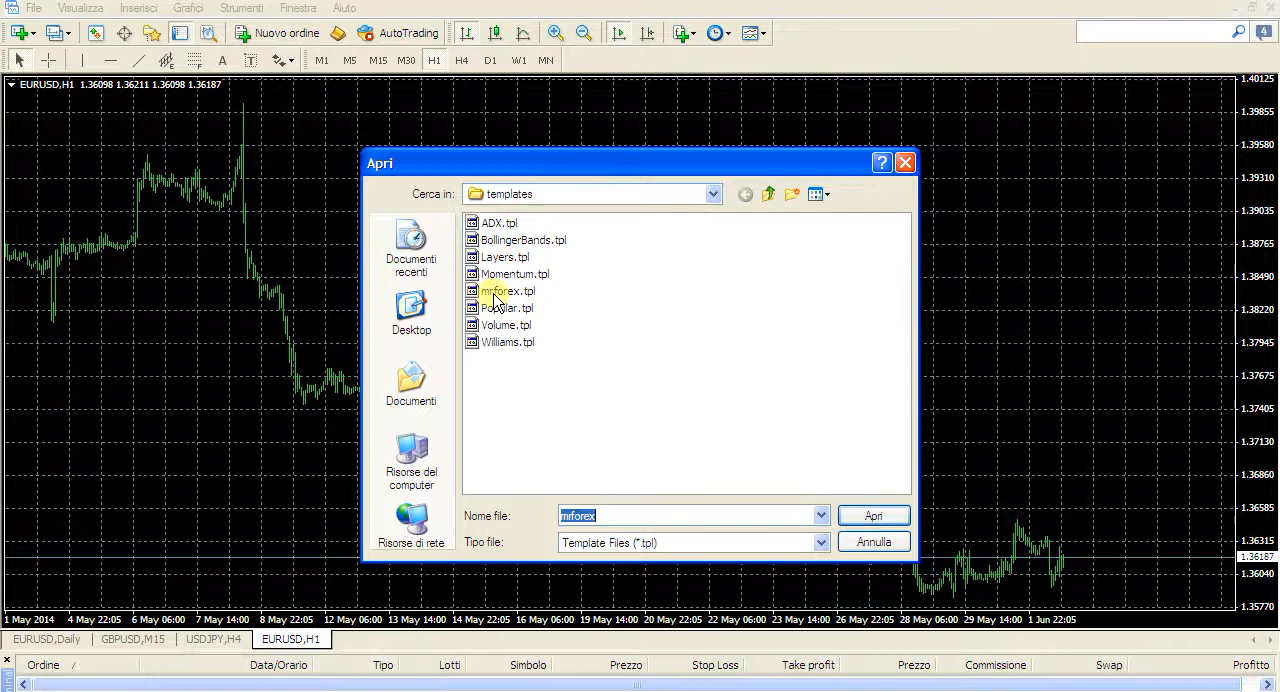 File Visualizza Inserisci Grafici Strumenti Finestra Aiuto
Nuovo ordine AutoTrading 4
A T M1 M5 M15 M30 H1 H4 D1 W1 MN
EURUSD,H1 1.36098 1.36211 1.36098 1.36187
1.40125
1.39855
1.39580
1.39310
1.39035
1.38765
1.38490
1.38220
1.37945
1.37675
1.37405
1.37130
1.36860
1.36585
1.36315
1.36187
1.36040
1.35770
Apri
Cerca in: templates
Documenti recenti
Desktop
Documenti
Risorse del computer
Risorse di rete
ADX.tpl
BollingerBands.tpl
Layers.tpl
Momentum.tpl
mrforex.tpl
Popular.tpl
Volume.tpl
Williams.tpl
Nome file: mrforex Apri
Tipo file: Template Files (*.tpl) Annulla
1 May 2014 4 May 22:05 6 May 06:00 7 May 14:00 8 May 22:05 12 May 06:00 13 May 14:00 14 May 22:05 16 May 06:00 19 May 14:00 20 May 22:05 22 May 06:00 23 May 14:00 26 May 22:05 28 May 06:00 29 May 14:00 1 Jun 22:05
EURUSD,Daily GBPUSD,M15 USDJPY,H4 EURUSD,H1
Ordine / Data/Orario Tipo Lotti Simbolo Prezzo Stop Loss Take profit Prezzo Commissione Swap Profitto